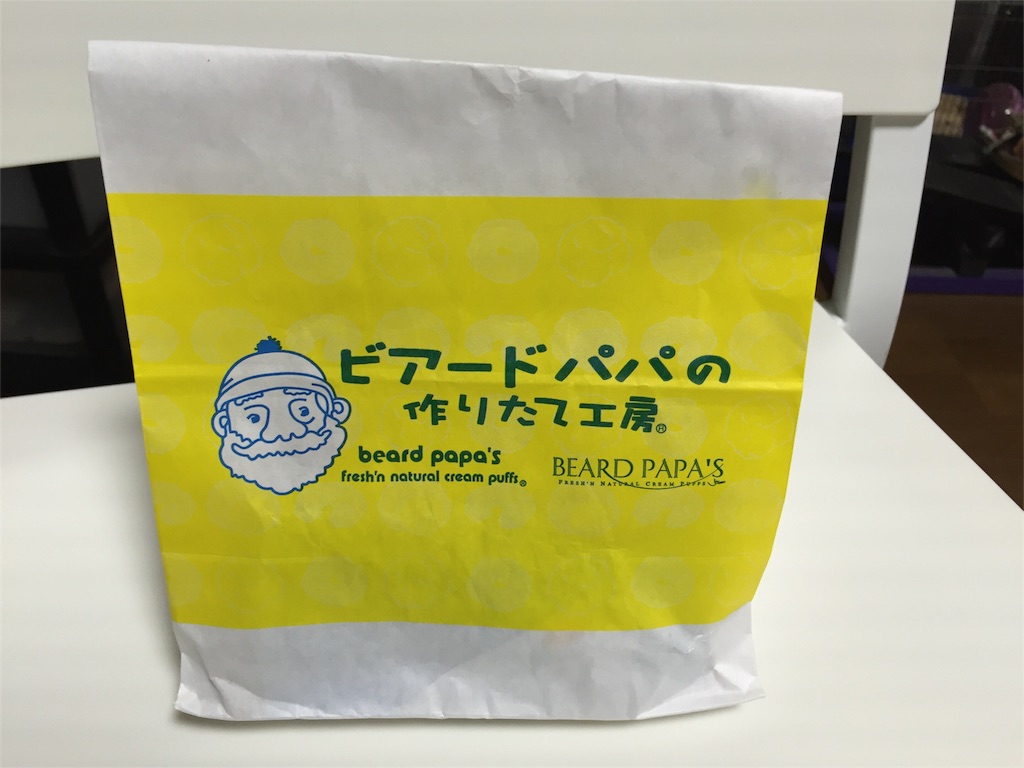 ビアードパパの
作りたて工房®
beard papa's
fresh'n natural cream puffs®
BEARD PAPA'S
FRESH'N NATURAL CREAM PUFFS